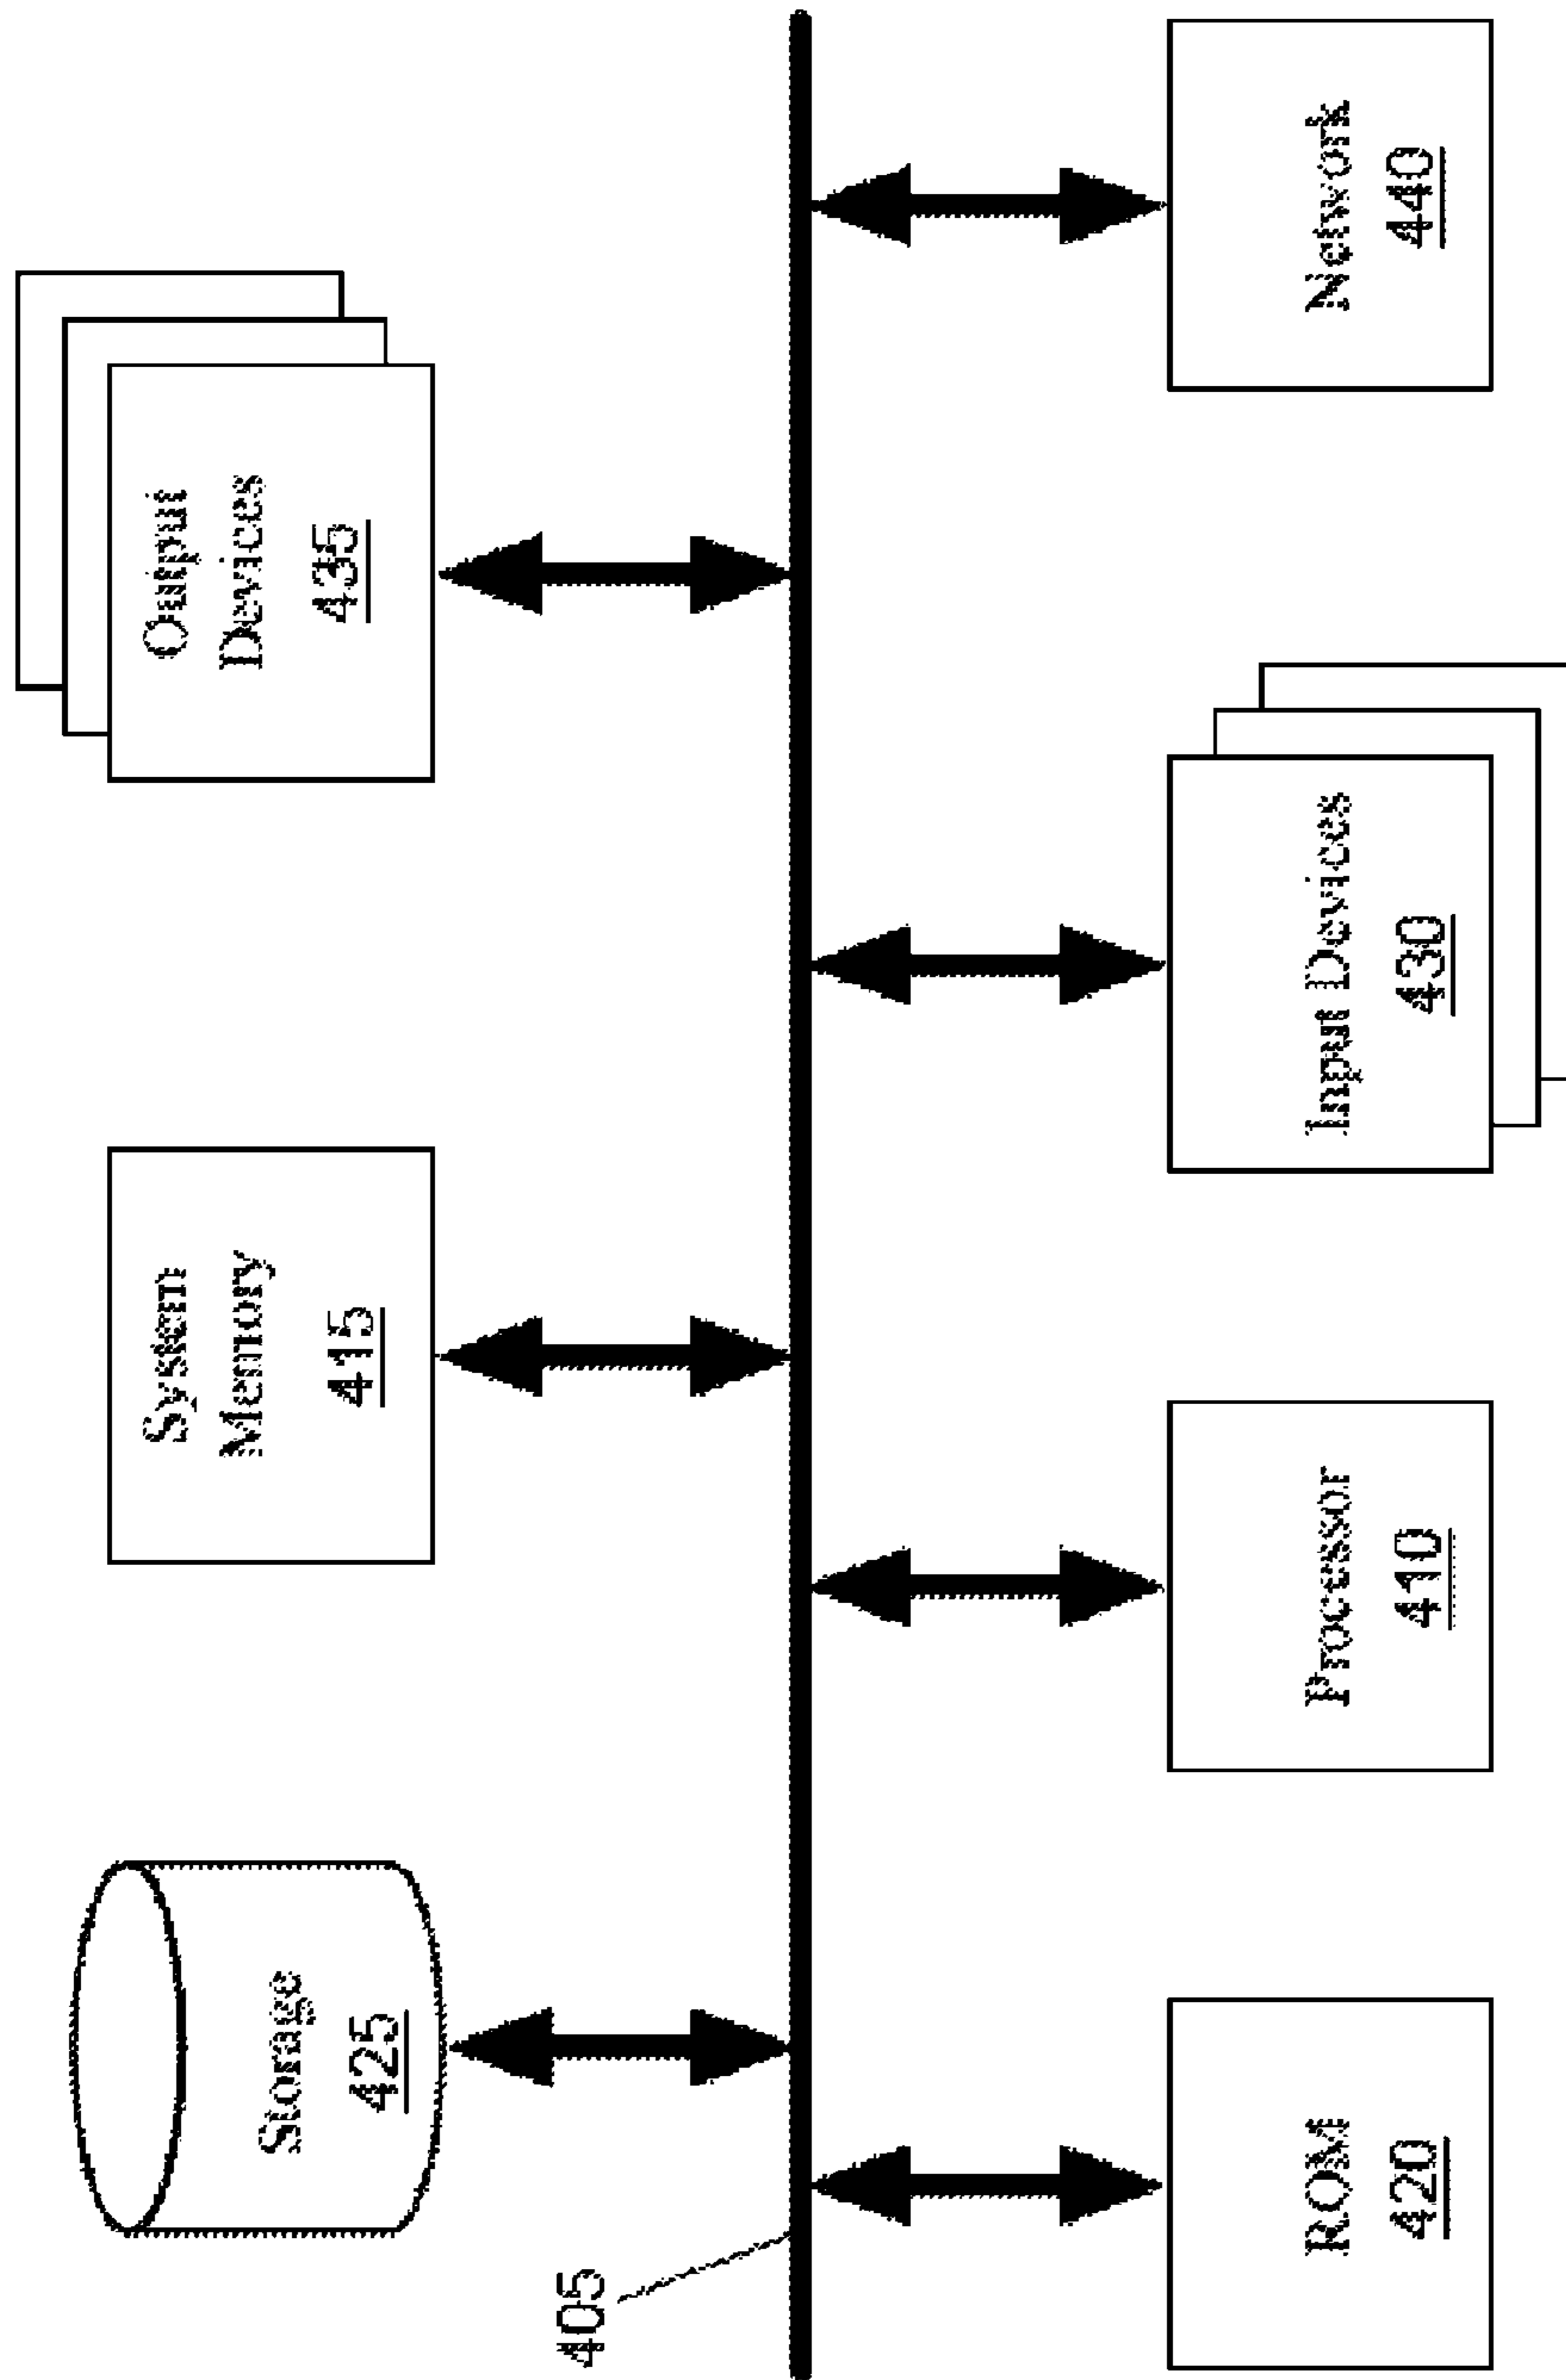 Storage
425
System
Memory
415
Output
Devices
435
405
ROM
420
Processor
410
Input Devices
430
Network
440